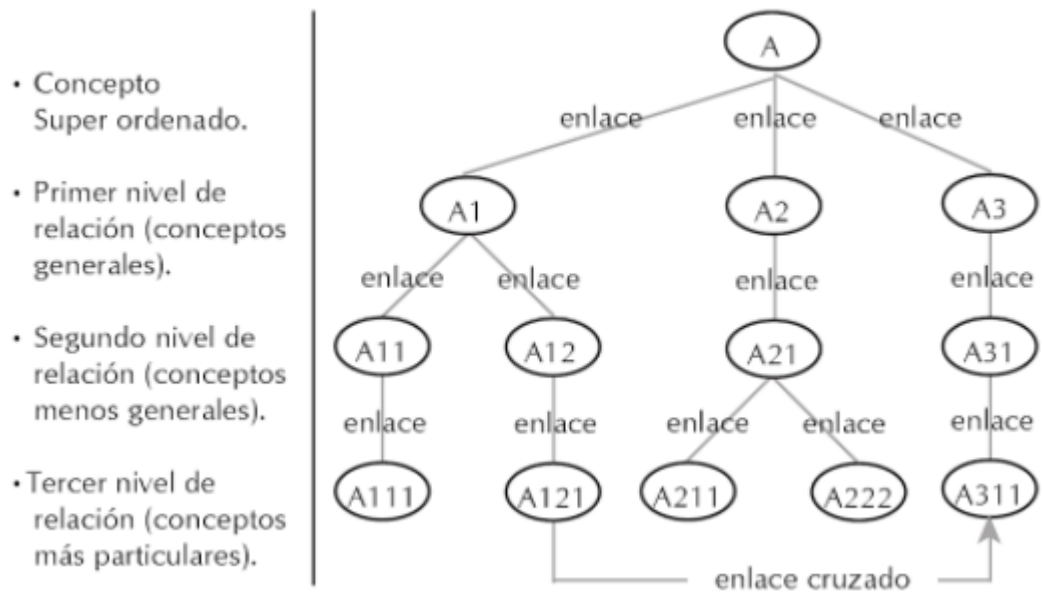 • Concepto
Super ordenado.
• Primer nivel de
relación (conceptos
generales).
• Segundo nivel de
relación (conceptos
menos generales).
• Tercer nivel de
relación (conceptos
más particulares).
A
enlace enlace enlace
A1 A2 A3
enlace enlace enlace enlace
A11 A12 A21 A31
enlace enlace enlace enlace enlace
A111 A121 A211 A222 A311
enlace cruzado